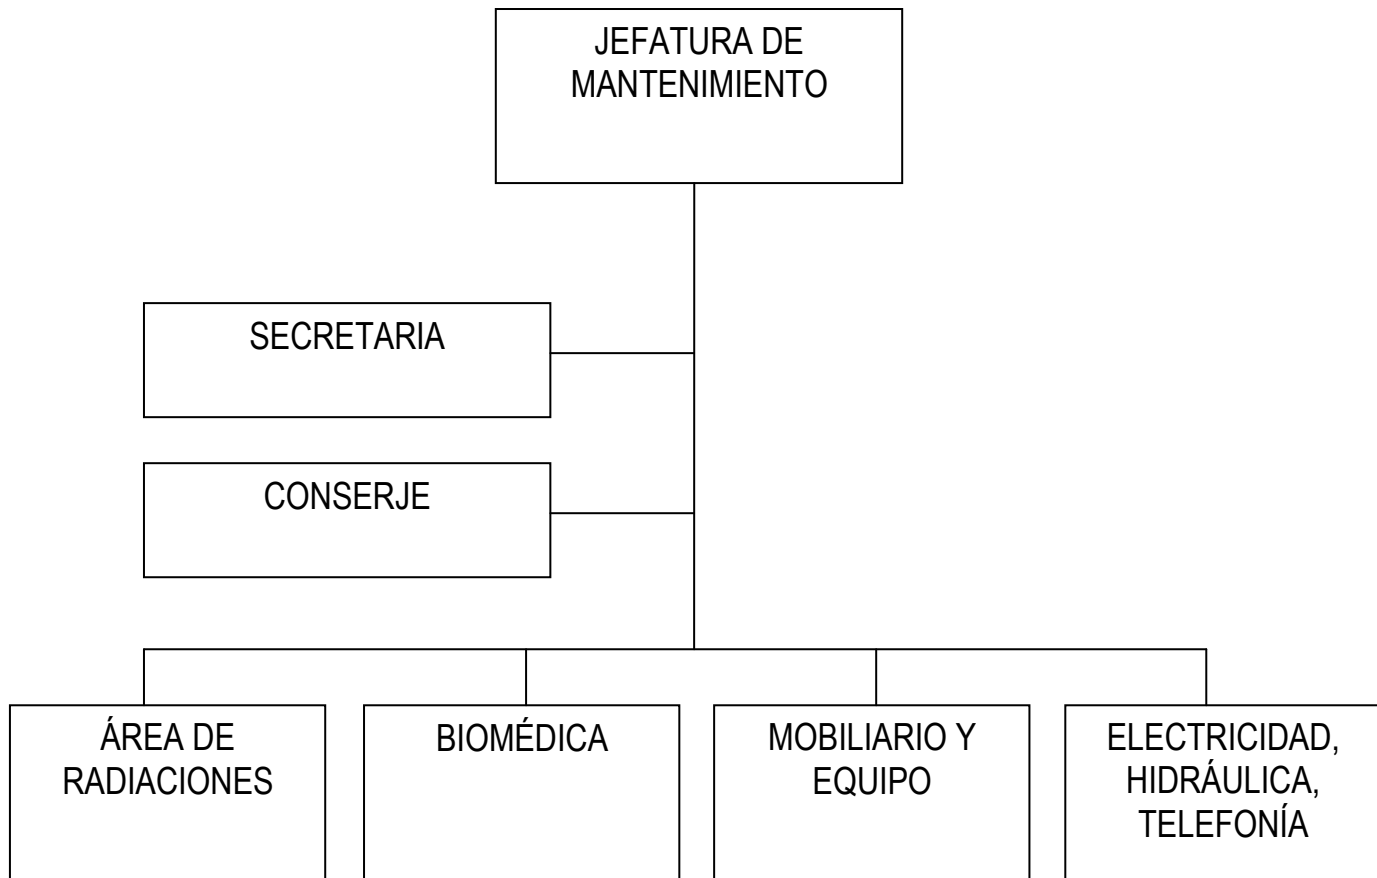 JEFATURA DE
MANTENIMIENTO
SECRETARIA
CONSERJE
ÁREA DE
RADIACIONES
BIOMÉDICA
MOBILIARIO Y
EQUIPO
ELECTRICIDAD,
HIDRÁULICA,
TELEFONÍA